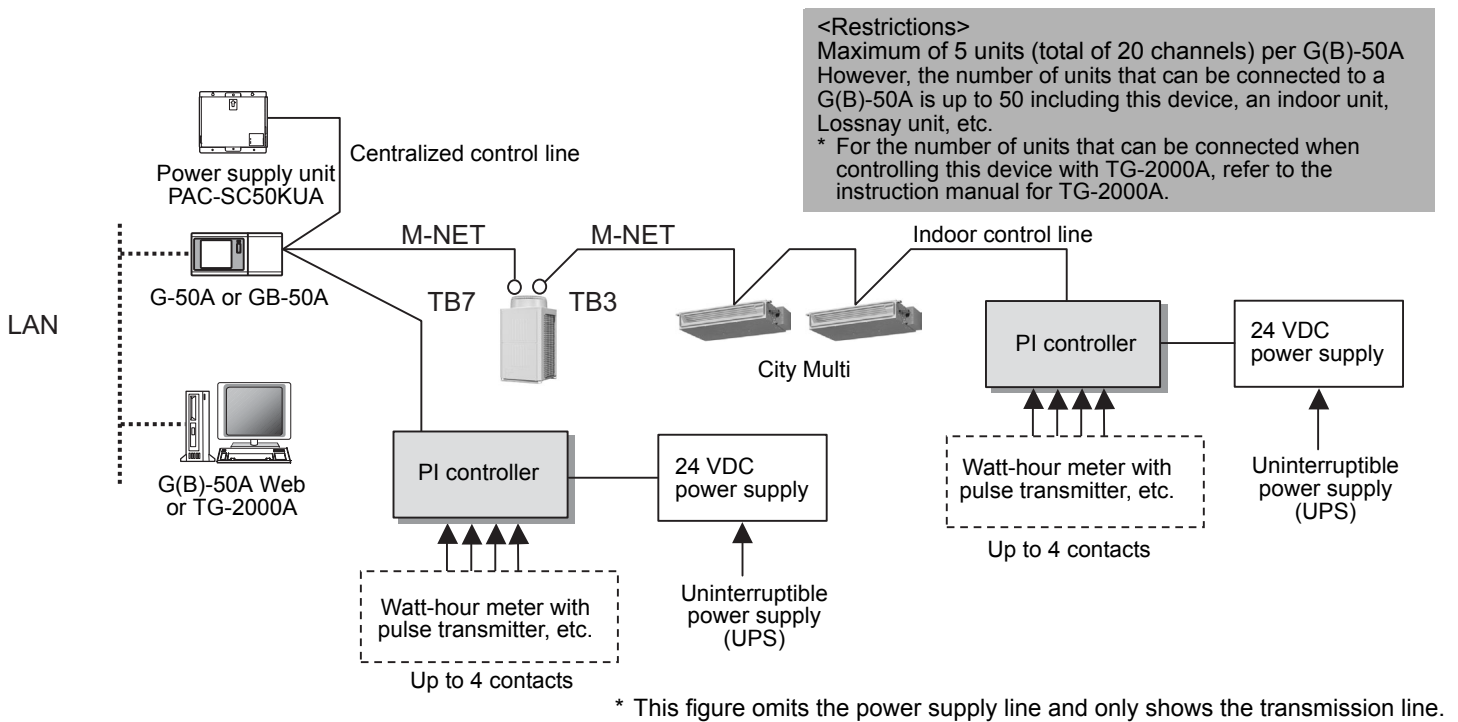 <Restrictions>
Maximum of 5 units (total of 20 channels) per G(B)-50A
However, the number of units that can be connected to a
G(B)-50A is up to 50 including this device, an indoor unit,
Lossnay unit, etc.
* For the number of units that can be connected when
controlling this device with TG-2000A, refer to the
instruction manual for TG-2000A.
Power supply unit
PAC-SC50KUA
Centralized control line
M-NET
M-NET
Indoor control line
G-50A or GB-50A
TB7
TB3
LAN
City Multi
PI controller
24 VDC
power supply
G(B)-50A Web
or TG-2000A
PI controller
24 VDC
power supply
Watt-hour meter with
pulse transmitter, etc.
Up to 4 contacts
Uninterruptible
power supply
(UPS)
Watt-hour meter with
pulse transmitter, etc.
Up to 4 contacts
Uninterruptible
power supply
(UPS)
* This figure omits the power supply line and only shows the transmission line.